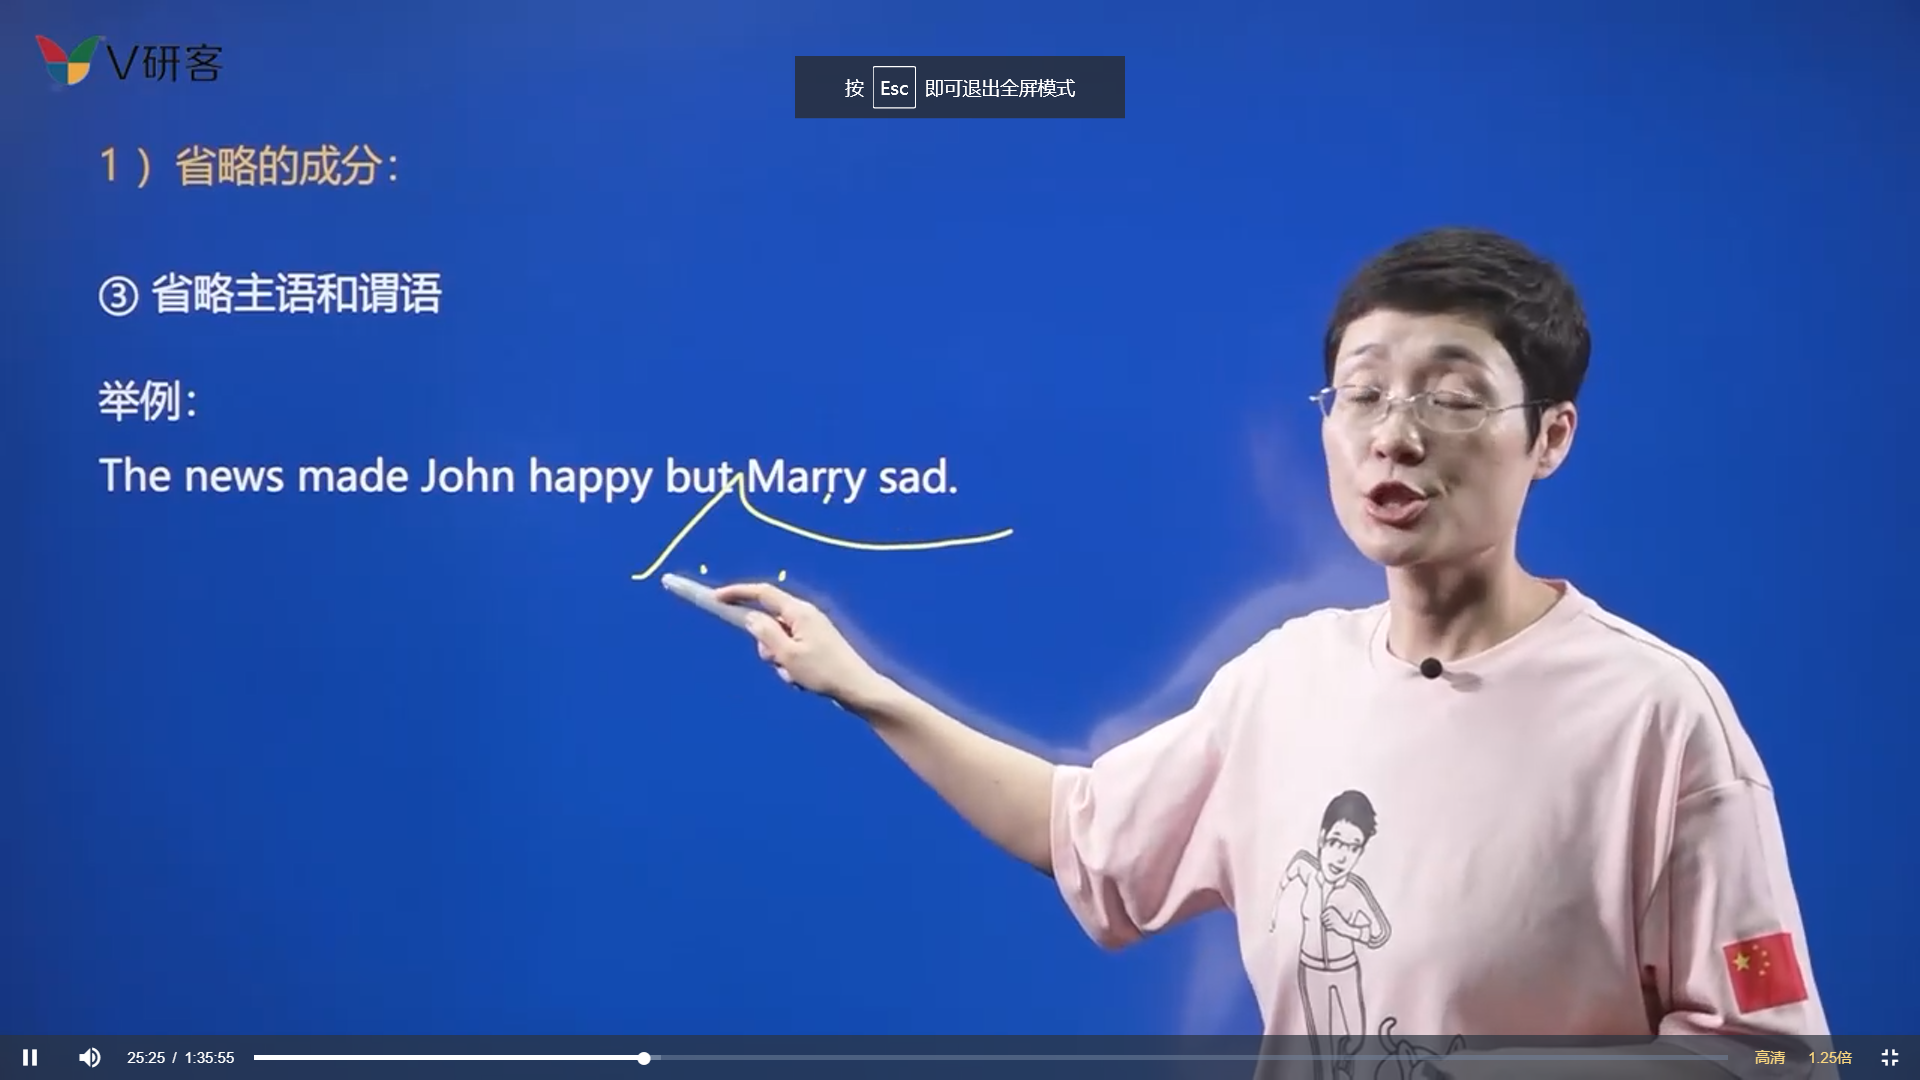 V研客
按 Esc 即可退出全屏模式
1 ）省略的成分：
③ 省略主语和谓语
举例：
The news made John happy but Marry sad.
25:25 / 1:35:55
高清 1.25倍